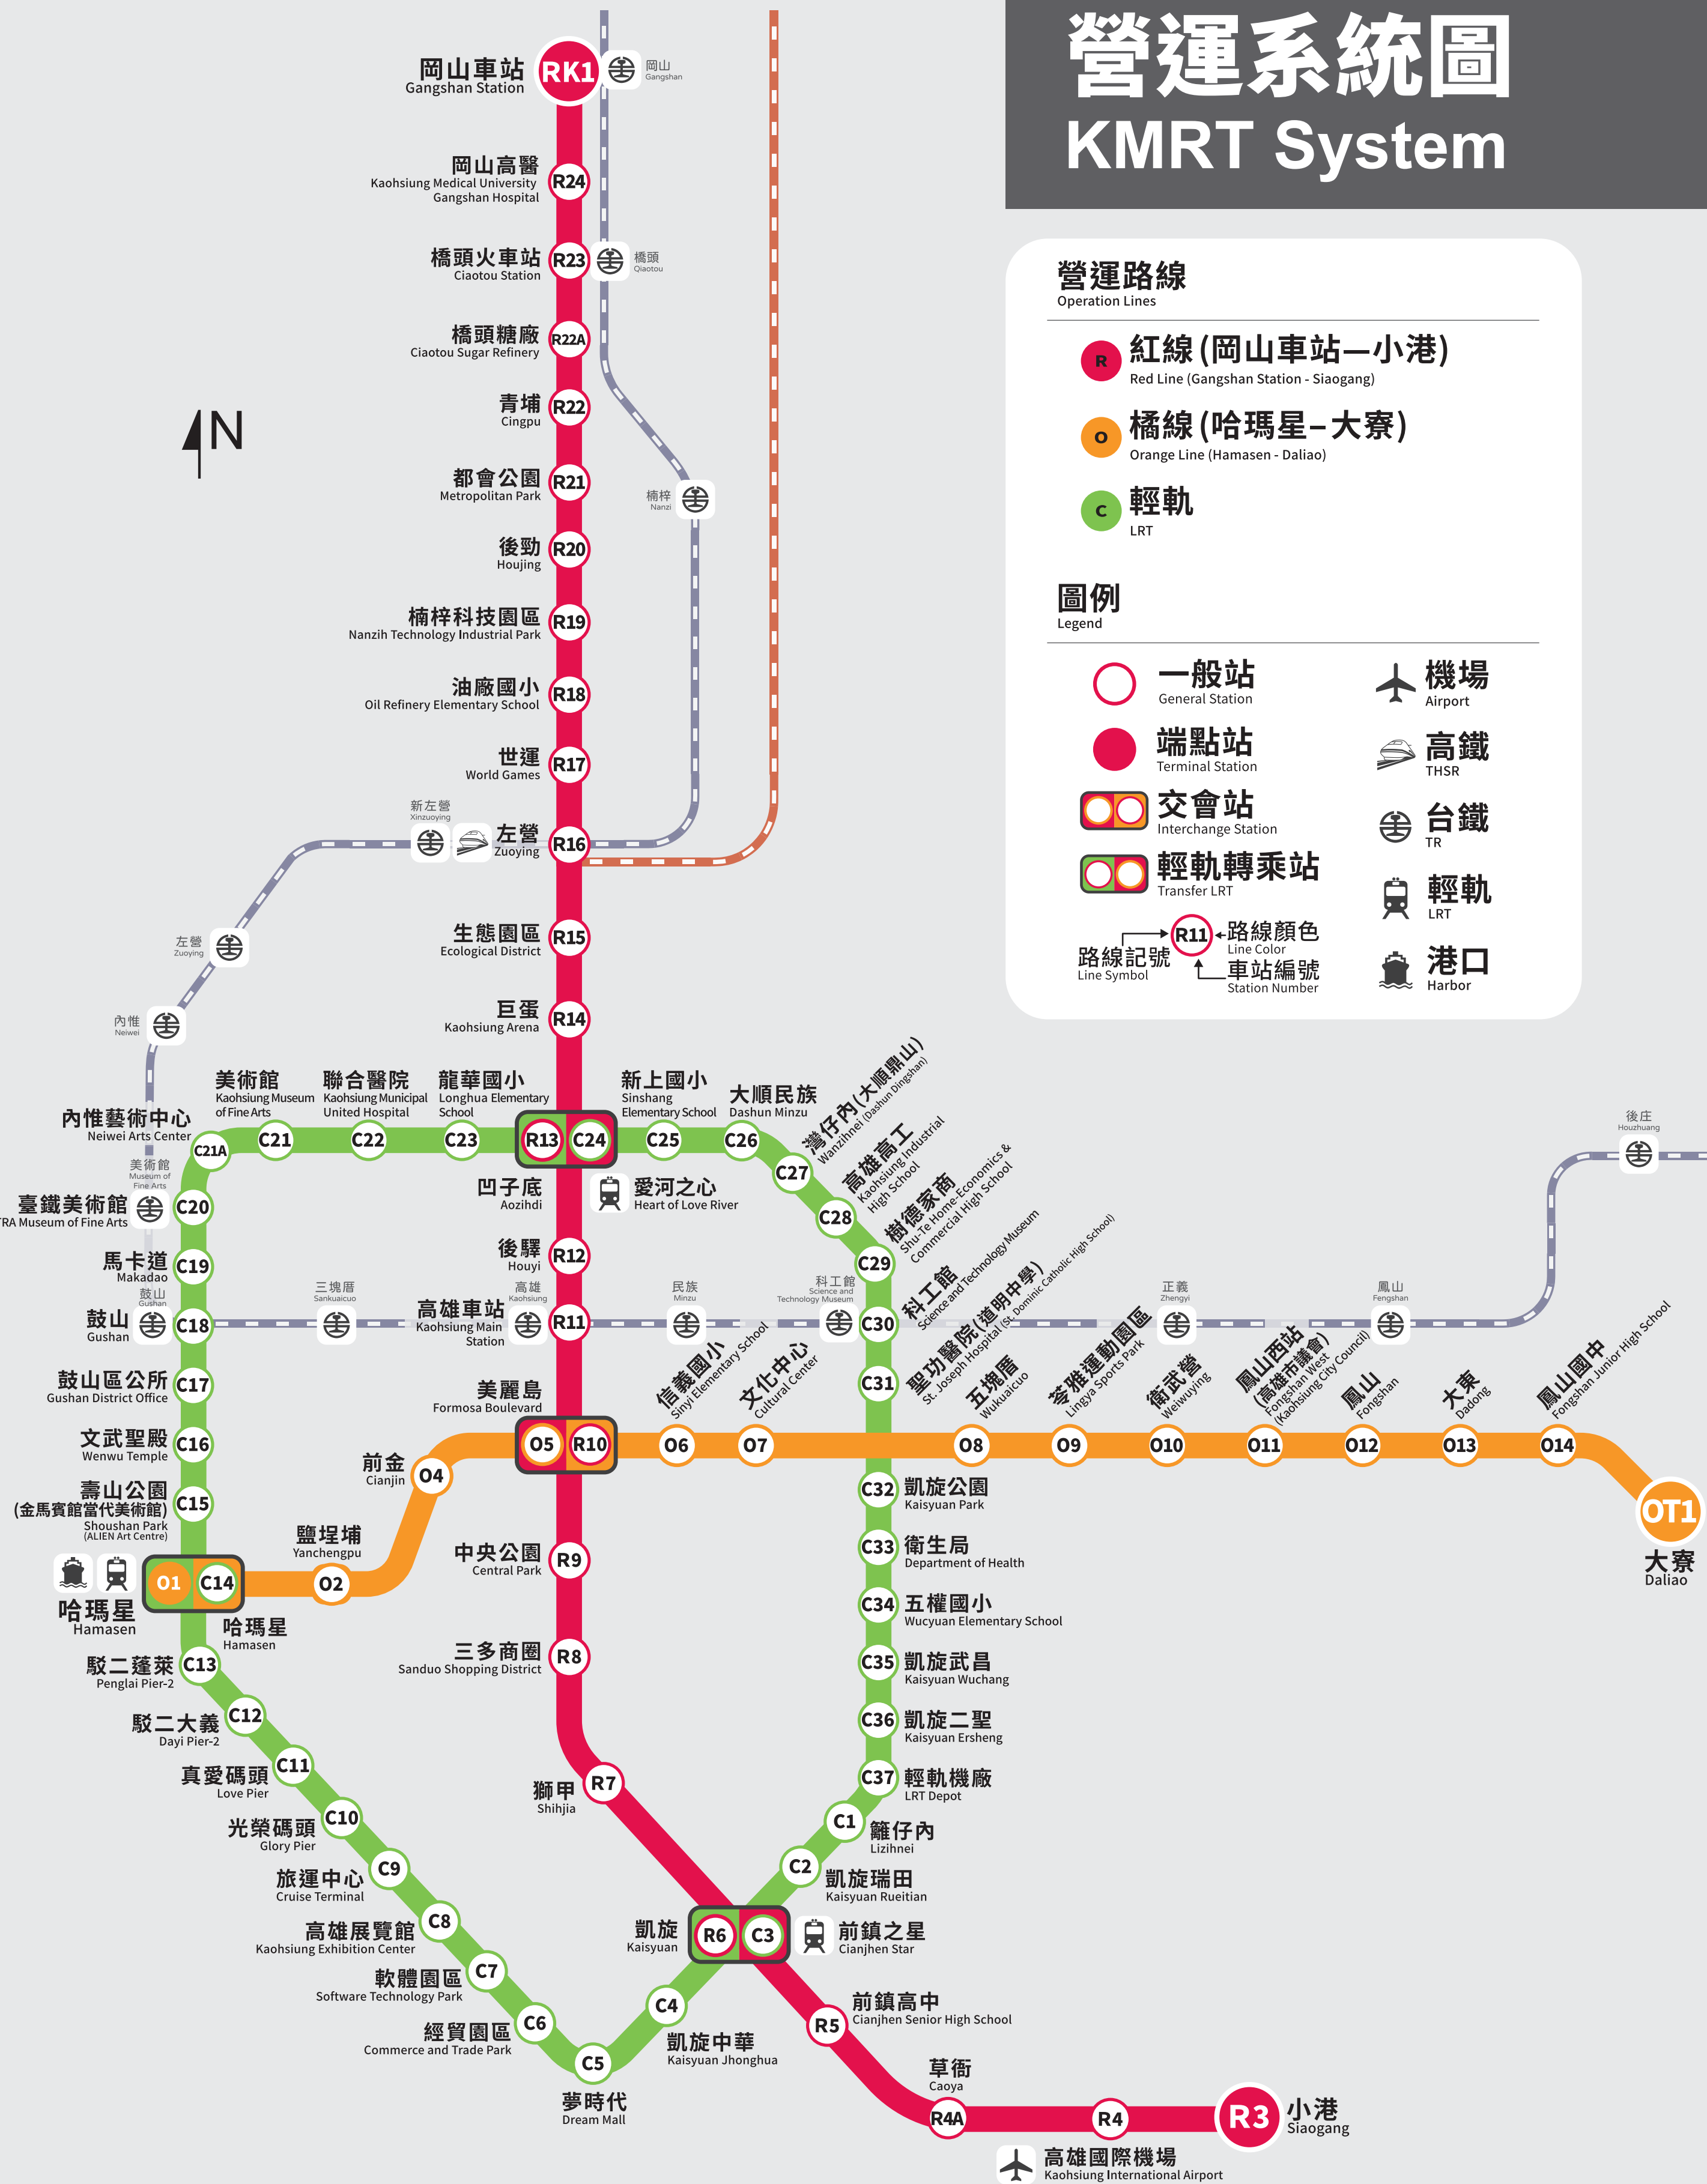 營運系統圖
KMRT System
營運路線
Operation Lines
R
紅線(岡山車站—小港)
Red Line (Gangshan Station - Siaogang)
O
橘線(哈瑪星–大寮)
Orange Line (Hamasen - Daliao)
C
輕軌
LRT
圖例
Legend
一般站
General Station
端點站
Terminal Station
交會站
Interchange Station
輕軌轉乘站
Transfer LRT
R11
路線記號
Line Symbol
路線顏色
Line Color
車站編號
Station Number
機場
Airport
高鐵
THSR
台鐵
TR
輕軌
LRT
港口
Harbor
N
岡山車站
Gangshan Station
RK1
岡山
Gangshan
岡山高醫
Kaohsiung Medical University
Gangshan Hospital
R24
橋頭火車站
Ciaotou Station
R23
橋頭
Qiaotou
橋頭糖廠
Ciaotou Sugar Refinery
R22A
青埔
Cingpu
R22
都會公園
Metropolitan Park
R21
楠梓
Nanzi
後勁
Houjing
R20
楠梓科技園區
Nanzih Technology Industrial Park
R19
油廠國小
Oil Refinery Elementary School
R18
世運
World Games
R17
新左營
Xinzuoying
左營
Zuoying
R16
左營
Zuoying
生態園區
Ecological District
R15
內惟
Neiwei
巨蛋
Kaohsiung Arena
R14
內惟藝術中心
Neiwei Arts Center
C21A
美術館
Kaohsiung Museum
of Fine Arts
C21
聯合醫院
Kaohsiung Municipal
United Hospital
C22
龍華國小
Longhua Elementary
School
C23
R13
C24
凹子底
Aozihdi
愛河之心
Heart of Love River
新上國小
Sinshang
Elementary School
C25
大順民族
Dashun Minzu
C26
灣仔內(大順鼎山)
Wanzihnei (Dashun Dingshan)
C27
高雄高工
Kaohsiung Industrial
High School
C28
樹德家商
Shu-Te Home-Economics &
Commercial High School
C29
科工館
Science and Technology Museum
C30
聖功醫院(道明中學)
St. Joseph Hospital (St. Dominic Catholic High School)
C31
美術館
Museum of
Fine Arts
臺鐵美術館
TRA Museum of Fine Arts
C20
馬卡道
Makadao
C19
鼓山
Gushan
鼓山
Gushan
C18
三塊厝
Sankuaicuo
後驛
Houyi
R12
高雄車站
Kaohsiung Main
Station
高雄
Kaohsiung
R11
民族
Minzu
科工館
Science and
Technology Museum
正義
Zhengyi
鳳山
Fengshan
後庄
Houzhuang
鼓山區公所
Gushan District Office
C17
文武聖殿
Wenwu Temple
C16
壽山公園
(金馬賓館當代美術館)
Shoushan Park
(ALIEN Art Centre)
C15
O1
C14
哈瑪星
Hamasen
哈瑪星
Hamasen
鹽埕埔
Yanchengpu
O2
前金
Cianjin
O4
美麗島
Formosa Boulevard
O5
R10
信義國小
Sinyi Elementary School
O6
文化中心
Cultural Center
O7
五塊厝
Wukuaicuo
O8
苓雅運動園區
Lingya Sports Park
O9
衛武營
Weiwuying
O10
鳳山西站
(高雄市議會)
Fongshan West
(Kaohsiung City Council)
O11
鳳山
Fongshan
O12
大東
Dadong
O13
鳳山國中
Fongshan Junior High School
O14
OT1
大寮
Daliao
中央公園
Central Park
R9
三多商圈
Sanduo Shopping District
R8
獅甲
Shihjia
R7
C32
凱旋公園
Kaisyuan Park
C33
衛生局
Department of Health
C34
五權國小
Wucyuan Elementary School
C35
凱旋武昌
Kaisyuan Wuchang
C36
凱旋二聖
Kaisyuan Ersheng
C37
輕軌機廠
LRT Depot
C1
籬仔內
Lizihnei
C2
凱旋瑞田
Kaisyuan Rueitian
凱旋
Kaisyuan
R6
C3
前鎮之星
Cianjhen Star
駁二蓬萊
Penglai Pier-2
C13
駁二大義
Dayi Pier-2
C12
真愛碼頭
Love Pier
C11
光榮碼頭
Glory Pier
C10
旅運中心
Cruise Terminal
C9
高雄展覽館
Kaohsiung Exhibition Center
C8
軟體園區
Software Technology Park
C7
經貿園區
Commerce and Trade Park
C6
C5
夢時代
Dream Mall
C4
凱旋中華
Kaisyuan Jhonghua
R5
前鎮高中
Cianjhen Senior High School
草衙
Caoya
R4A
R4
高雄國際機場
Kaohsiung International Airport
R3
小港
Siaogang